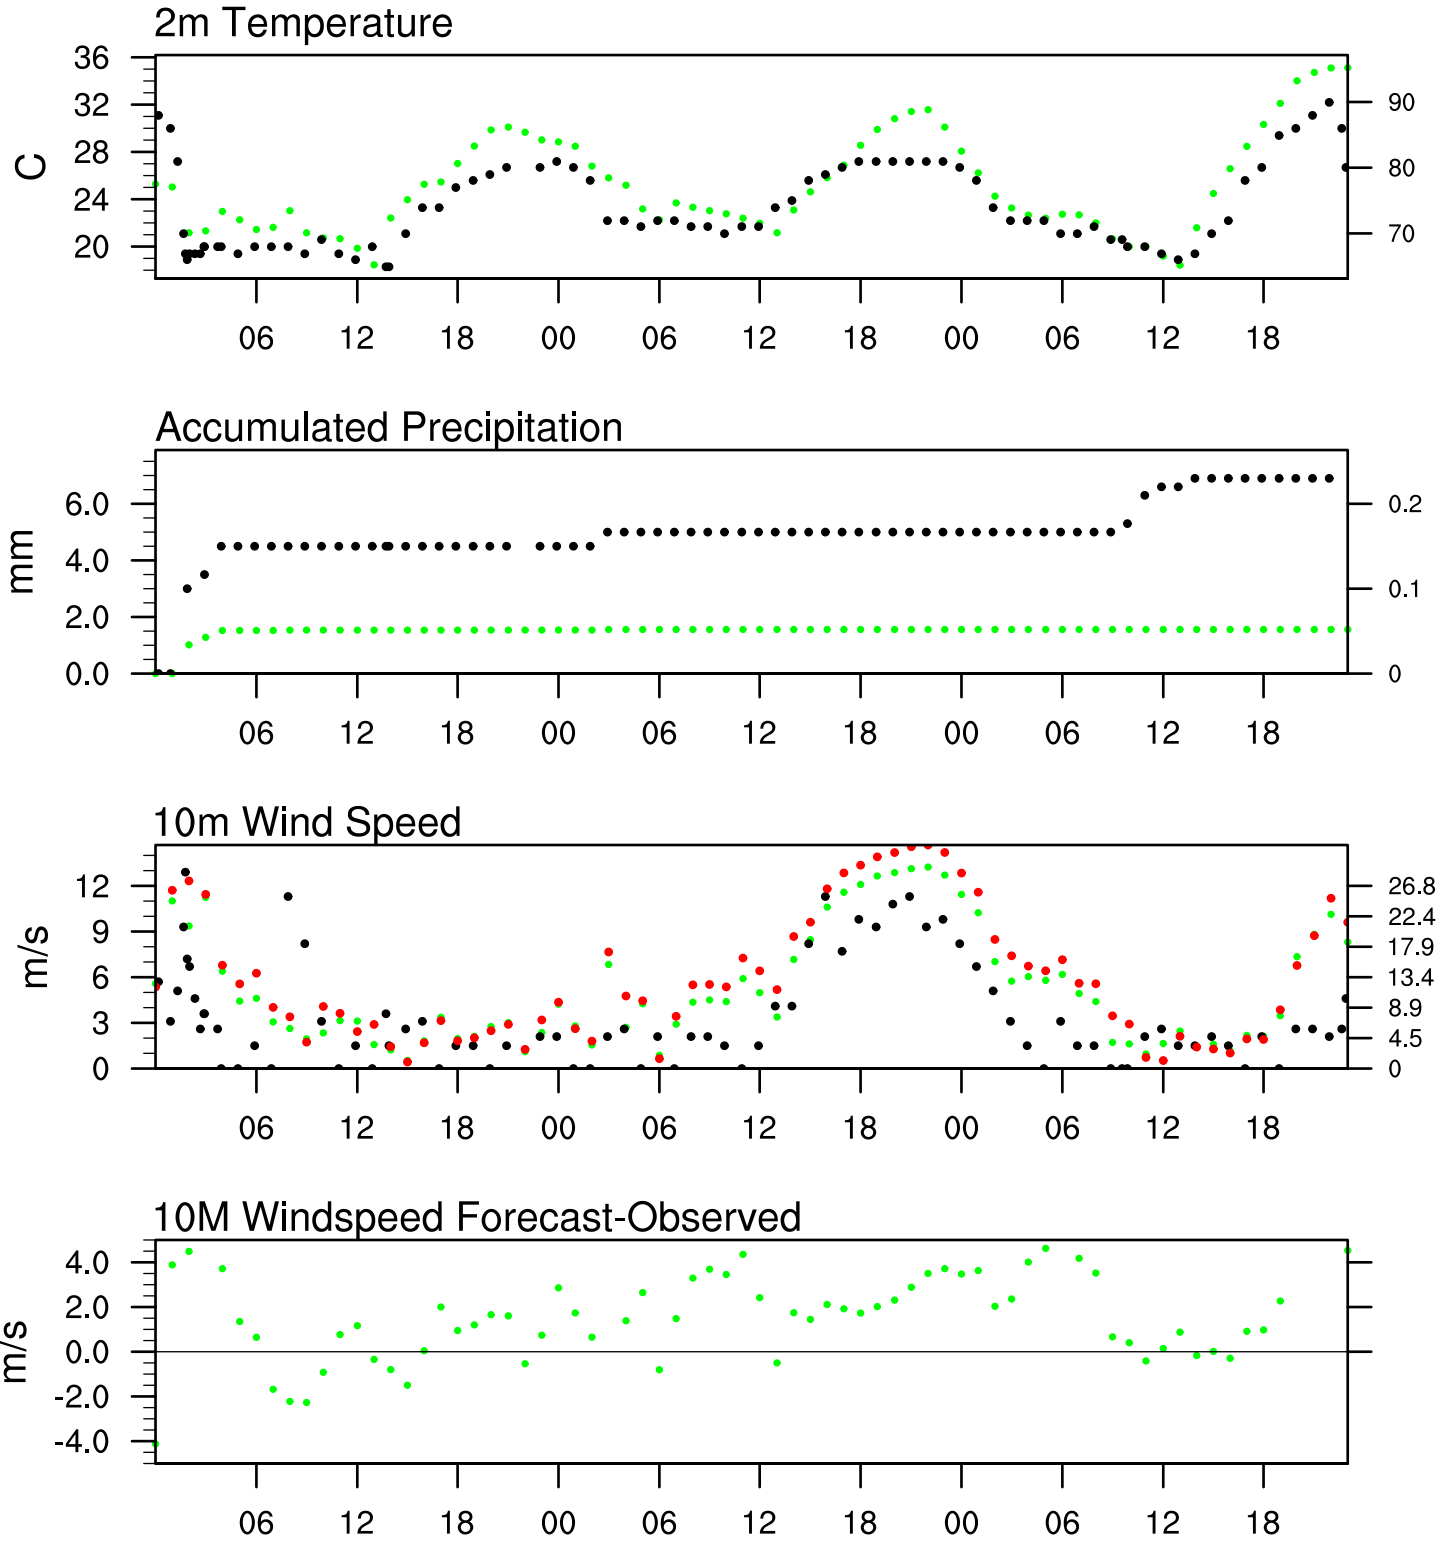 2m Temperature
36
32
28
24
20
C
90
80
70
06 12 18 00 06 12 18 00 06 12 18
Accumulated Precipitation
6.0
4.0
2.0
0.0
mm
0.2
0.1
0
06 12 18 00 06 12 18 00 06 12 18
10m Wind Speed
12
9
6
3
0
m/s
26.8
22.4
17.9
13.4
8.9
4.5
0
06 12 18 00 06 12 18 00 06 12 18
10M Windspeed Forecast-Observed
4.0
2.0
0.0
-2.0
-4.0
m/s
06 12 18 00 06 12 18 00 06 12 18